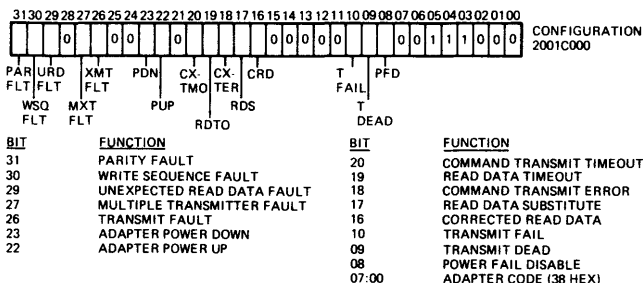 31 30 29 28 27 26 25 24 23 22 21 20 19 18 17 16 15 14 13 12 11 10 09 08 07 06 05 04 03 02 01 00
0 0 0 0 0 0 0 0 0 0 0 1 1 1 0 0 0
CONFIGURATION
2001C000
PAR FLT
URD FLT
XMT FLT
PDN
CX-TMO
CX-TER
CRD
T FAIL
PFD
WSQ FLT
MXT FLT
PUP
RDTO
RDS
T DEAD
BIT FUNCTION
31 PARITY FAULT
30 WRITE SEQUENCE FAULT
29 UNEXPECTED READ DATA FAULT
27 MULTIPLE TRANSMITTER FAULT
26 TRANSMIT FAULT
23 ADAPTER POWER DOWN
22 ADAPTER POWER UP
BIT FUNCTION
20 COMMAND TRANSMIT TIMEOUT
19 READ DATA TIMEOUT
18 COMMAND TRANSMIT ERROR
17 READ DATA SUBSTITUTE
16 CORRECTED READ DATA
10 TRANSMIT FAIL
09 TRANSMIT DEAD
08 POWER FAIL DISABLE
07:00 ADAPTER CODE (38 HEX)